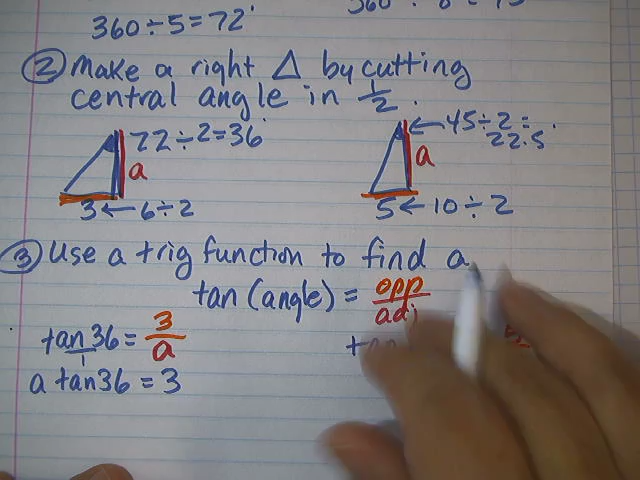 360÷5=72°
② Make a right △ by cutting
central angle in 1/2.
72÷2=36°
a
3 ← 6÷2
← 45÷2=
22.5°
a
5 ← 10÷2
③ Use a trig function to find a.
tan (angle) = opp/adj
tan 36 = 3/a
1
a tan 36 = 3